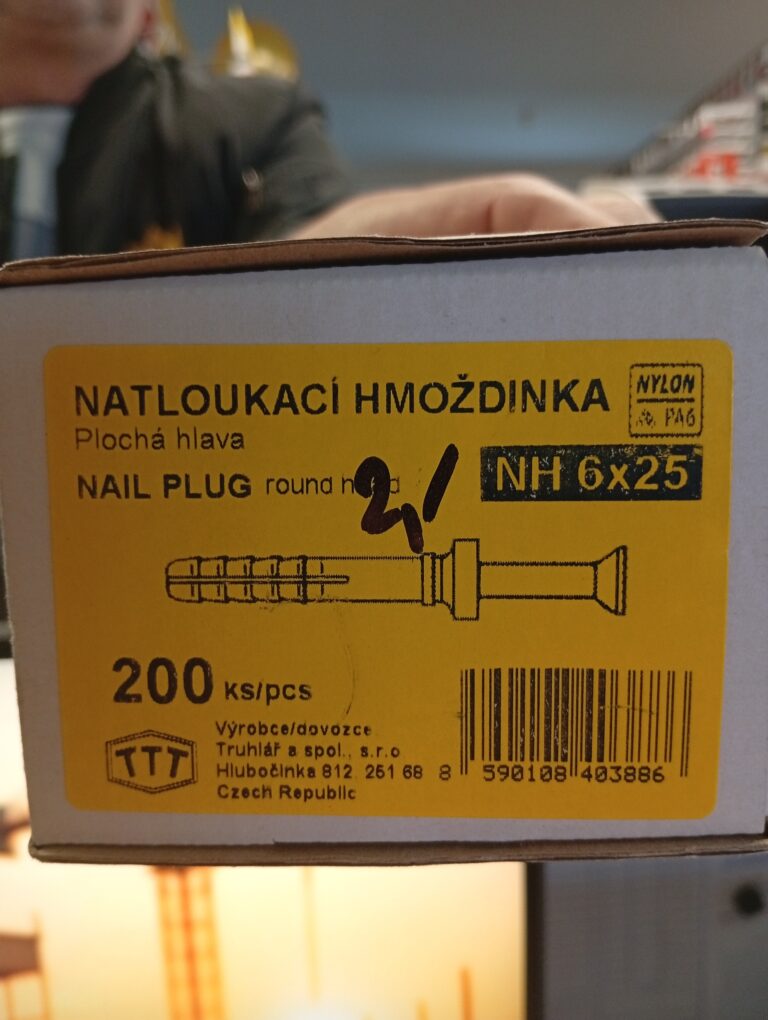 NATLOUKACÍ HMOŽDINKA
NYLON
PA6
Plochá hlava
NAIL PLUG round
2,1
NH 6x25
200 ks/pcs
TTT
Výrobce/dovozce
Truhlář a spol., s.r.o
Hlubočinka 812, 251 68
Czech Republic
8 590108 403886